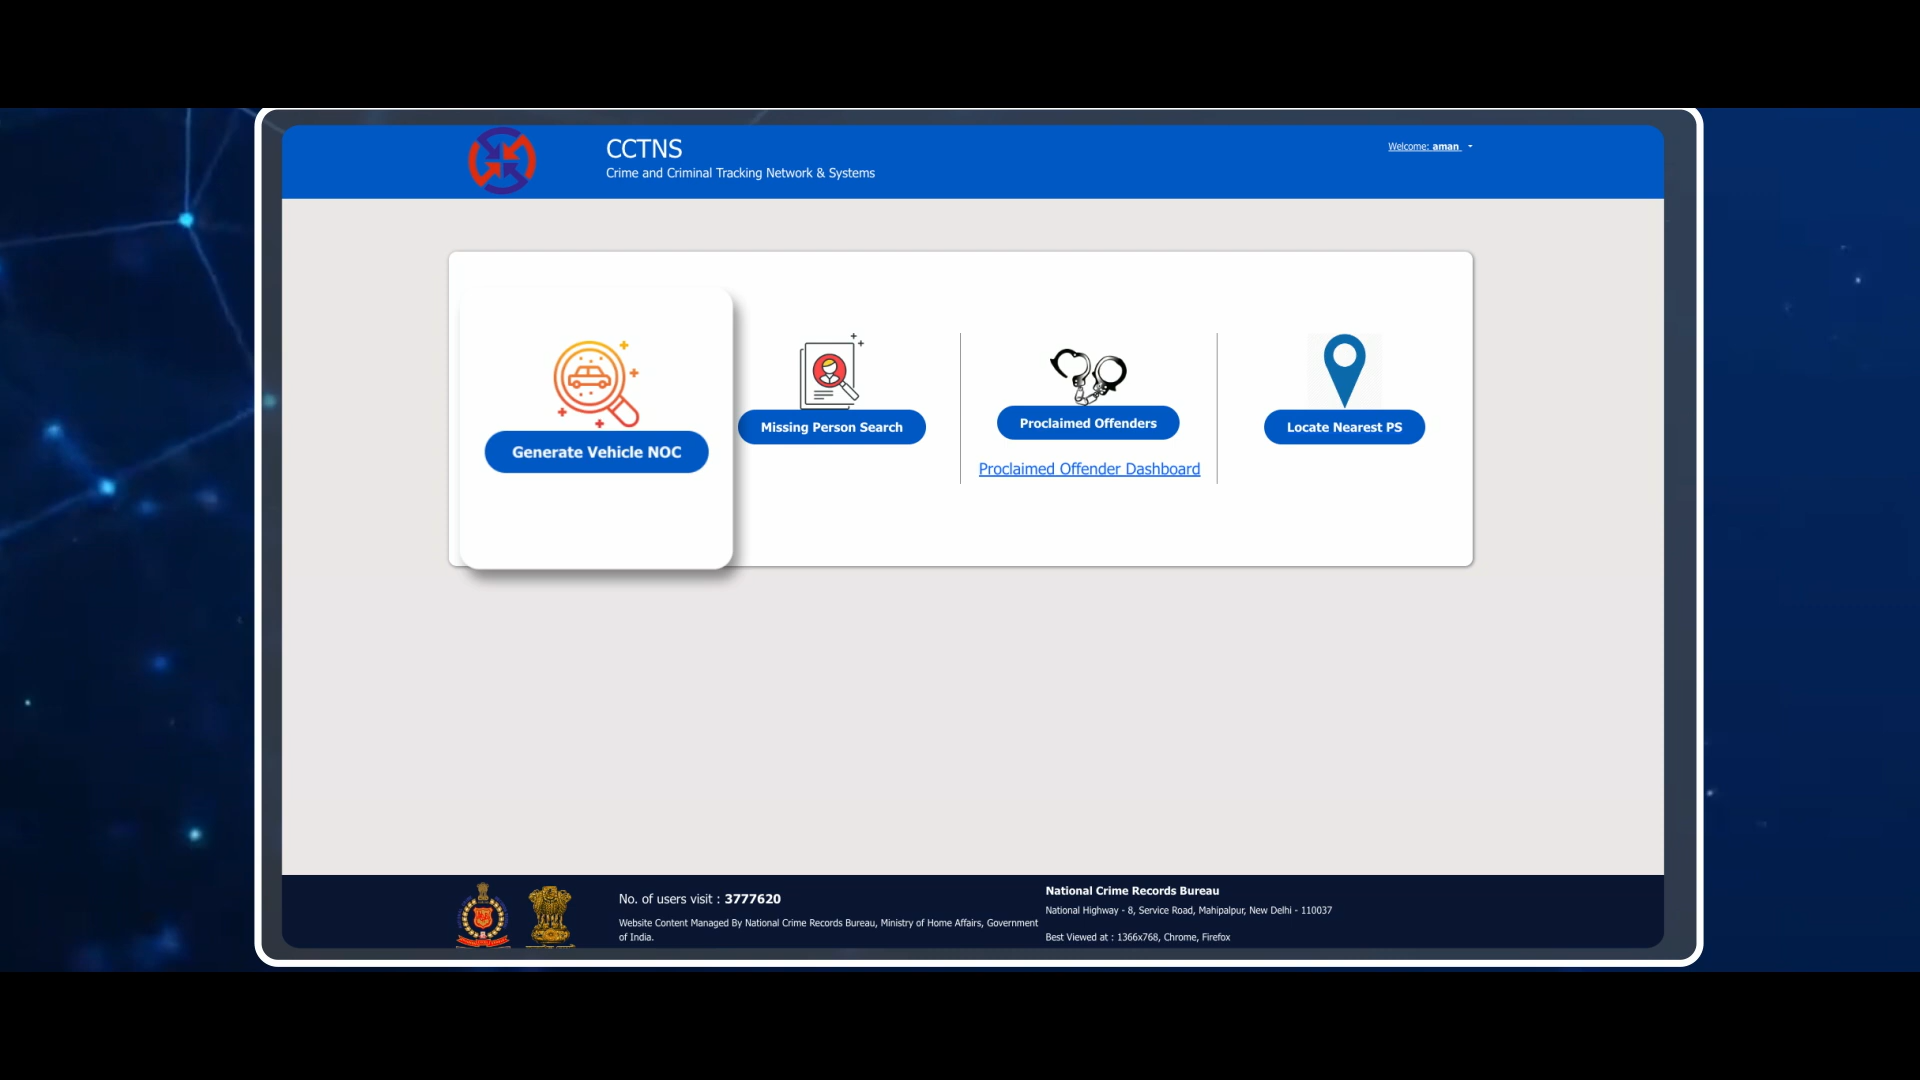 CCTNS
Crime and Criminal Tracking Network & Systems
Welcome: aman
Generate Vehicle NOC
Missing Person Search
Proclaimed Offenders
Proclaimed Offender Dashboard
Locate Nearest PS
No. of users visit : 3777620
Website Content Managed By National Crime Records Bureau, Ministry of Home Affairs, Government
of India.
National Crime Records Bureau
National Highway - 8, Service Road, Mahipalpur, New Delhi - 110037
Best Viewed at : 1366x768, Chrome, Firefox